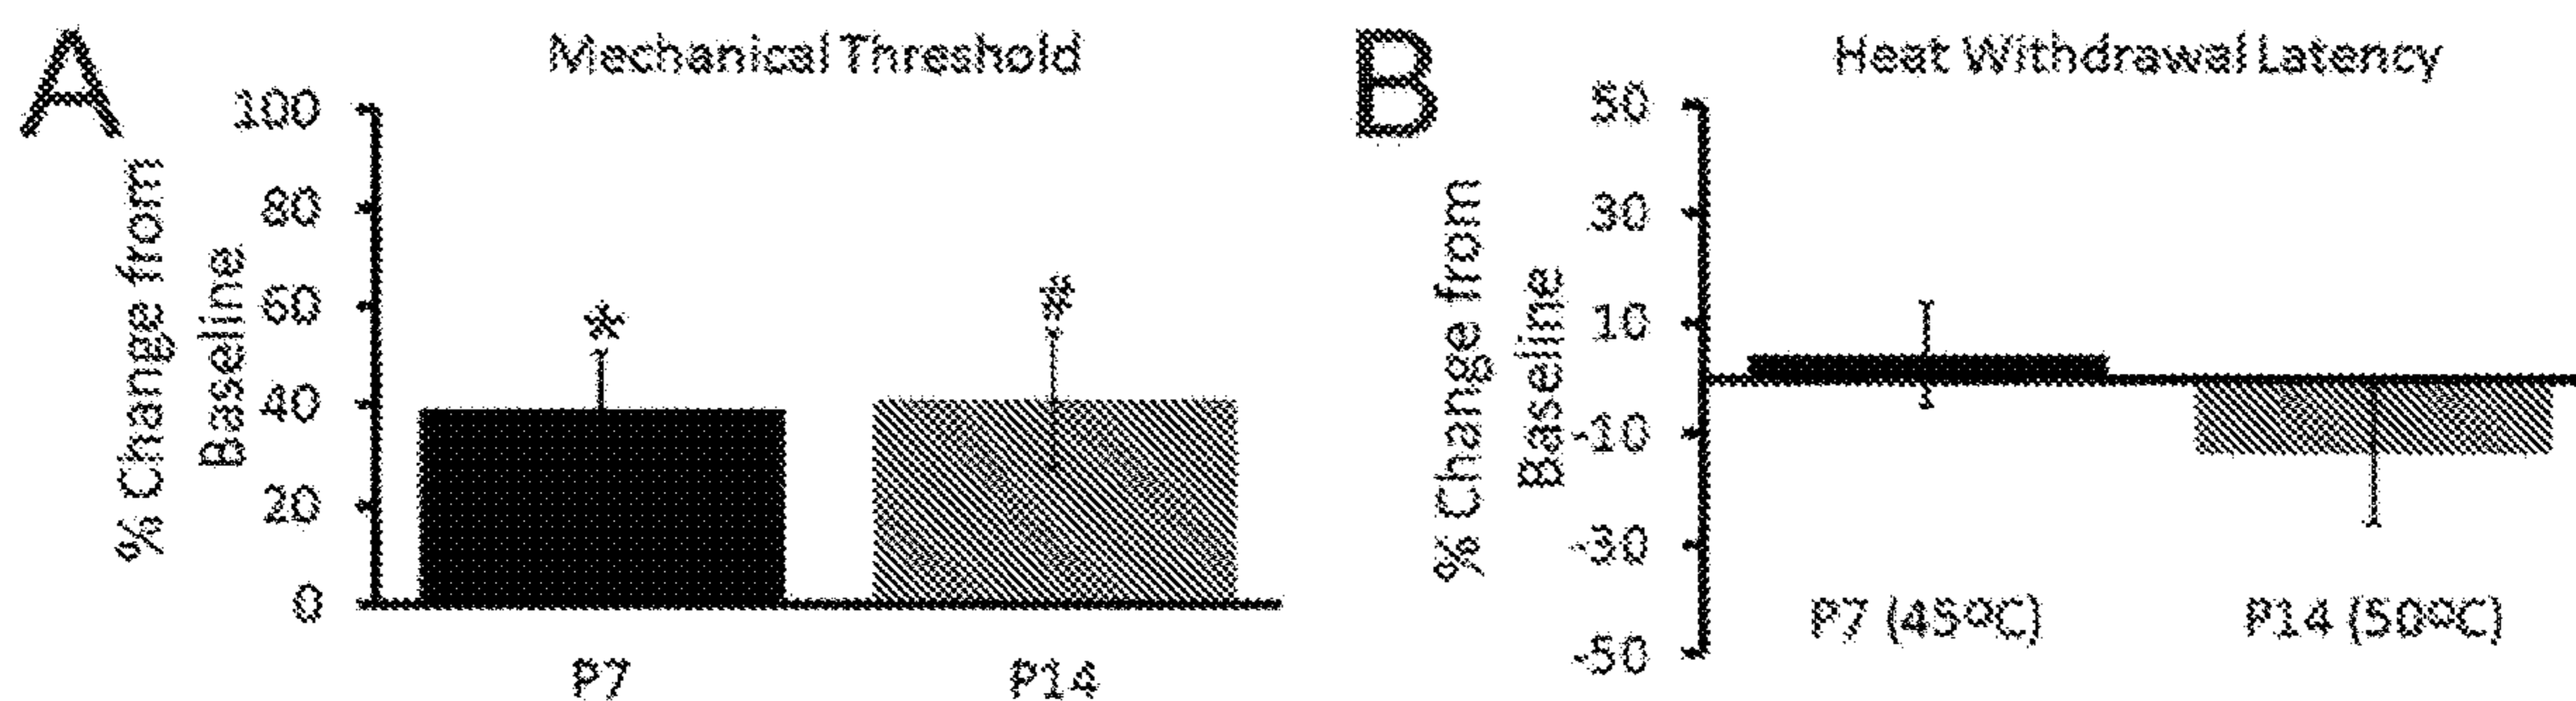 A
Mechanical Threshold
% Change from
Baseline
100
80
60
40
20
0
*
#
P7
P14
B
Heat Withdrawal Latency
% Change from
Baseline
50
30
10
-10
-30
-50
P7 (45ºC)
P14 (50ºC)